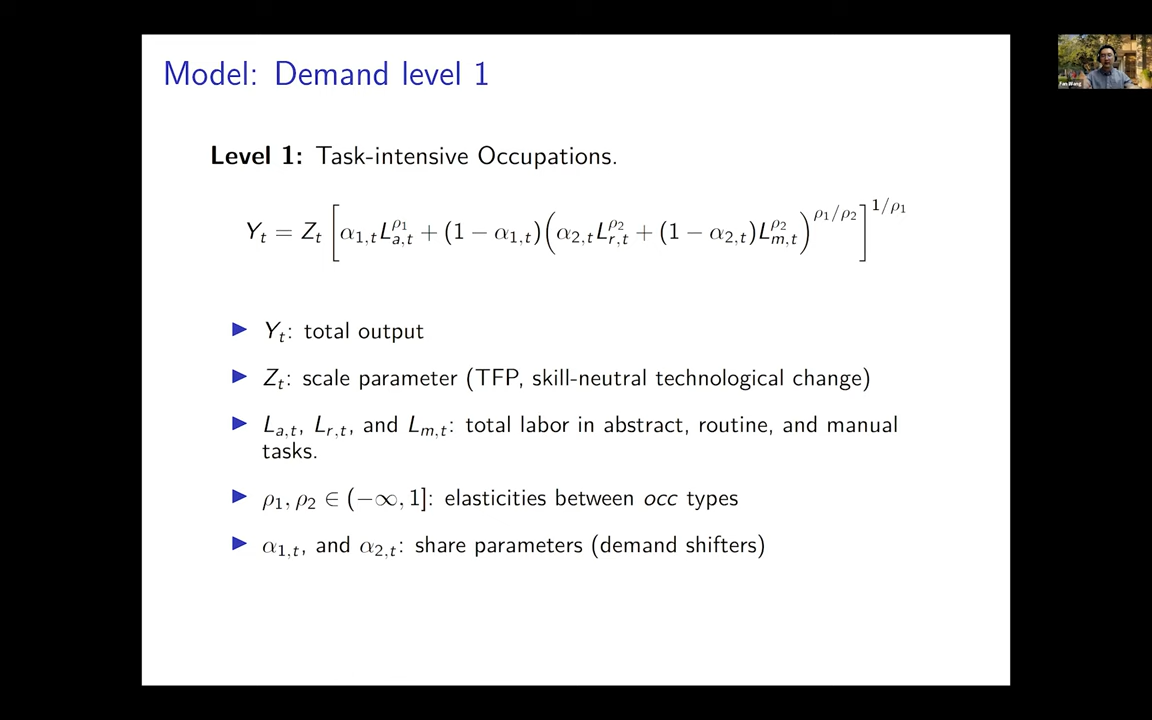 Model: Demand level 1
Level 1: Task-intensive Occupations.
Y_t = Z_t [α_{1,t} L_{a,t}^{ρ_1} + (1 − α_{1,t}) (α_{2,t} L_{r,t}^{ρ_2} + (1 − α_{2,t}) L_{m,t}^{ρ_2})^{ρ_1/ρ_2}]^{1/ρ_1}
▶ Y_t: total output
▶ Z_t: scale parameter (TFP, skill-neutral technological change)
▶ L_{a,t}, L_{r,t}, and L_{m,t}: total labor in abstract, routine, and manual
tasks.
▶ ρ_1, ρ_2 ∈ (−∞, 1]: elasticities between occ types
▶ α_{1,t}, and α_{2,t}: share parameters (demand shifters)
Fan Wang